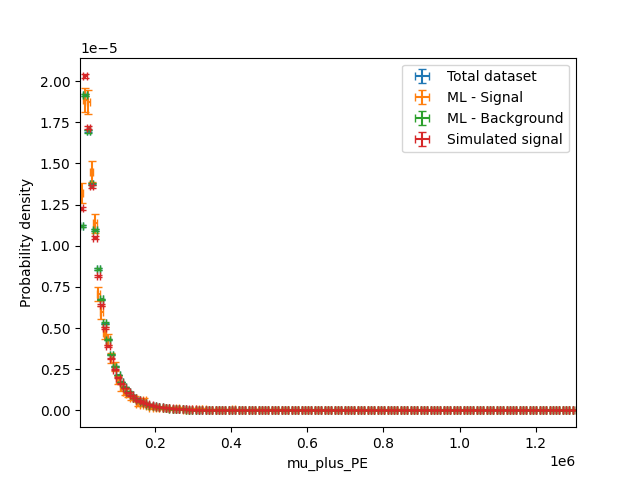 1e−5
2.00
1.75
1.50
1.25
1.00
0.75
0.50
0.25
0.00
Probability density
Total dataset
ML - Signal
ML - Background
Simulated signal
0.2
0.4
0.6
0.8
1.0
1.2
1e6
mu_plus_PE